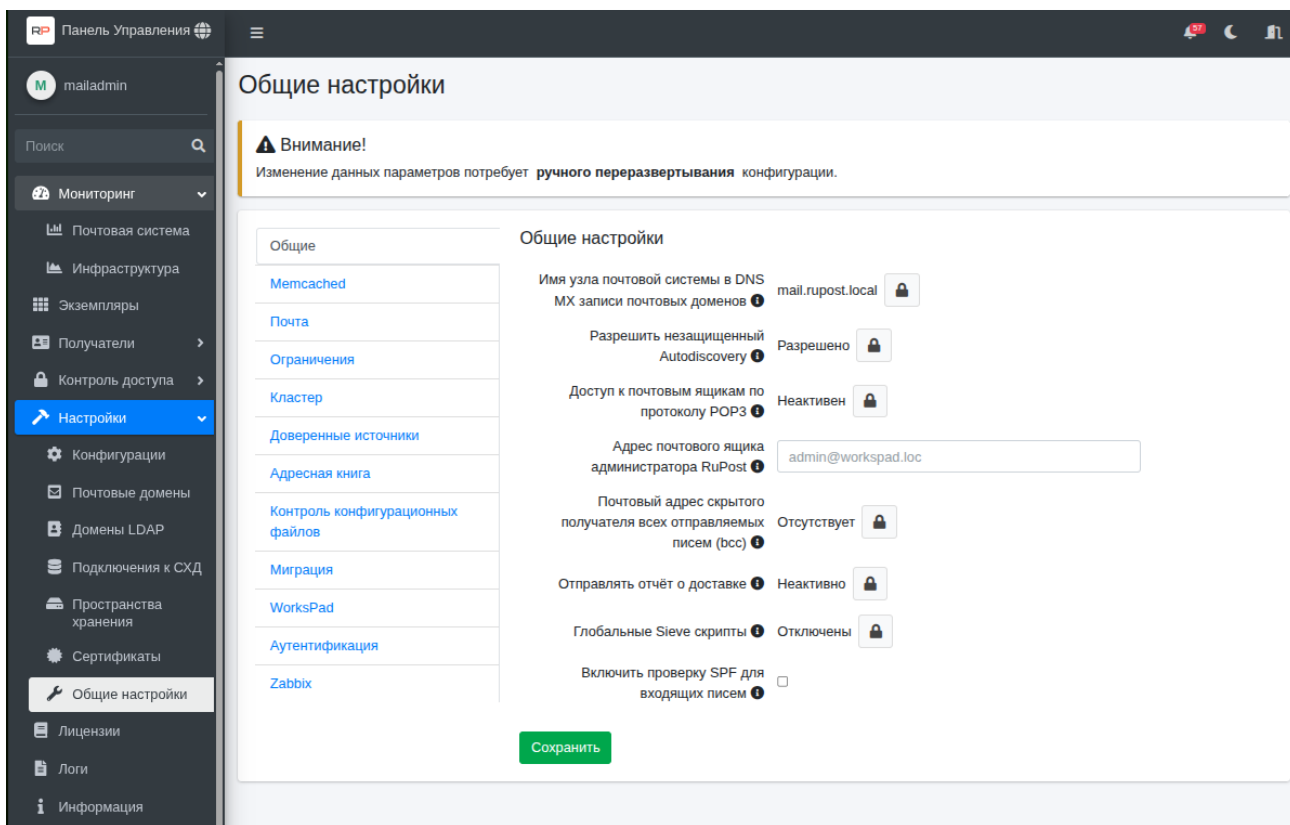 RP Панель Управления
57
M mailadmin
Поиск
Мониторинг
Почтовая система
Инфраструктура
Экземпляры
Получатели
Контроль доступа
Настройки
Конфигурации
Почтовые домены
Домены LDAP
Подключения к СХД
Пространства
хранения
Сертификаты
Общие настройки
Лицензии
Логи
Информация
Общие настройки
Внимание!
Изменение данных параметров потребует ручного переразвертывания конфигурации.
Общие
Memcached
Почта
Ограничения
Кластер
Доверенные источники
Адресная книга
Контроль конфигурационных
файлов
Миграция
WorksPad
Аутентификация
Zabbix
Общие настройки
Имя узла почтовой системы в DNS
MX записи почтовых доменов
mail.rupost.local
Разрешить незащищенный
Autodiscovery
Разрешено
Доступ к почтовым ящикам по
протоколу POP3
Неактивен
Адрес почтового ящика
администратора RuPost
admin@workspad.loc
Почтовый адрес скрытого
получателя всех отправляемых
писем (bcc)
Отсутствует
Отправлять отчёт о доставке
Неактивно
Глобальные Sieve скрипты
Отключены
Включить проверку SPF для
входящих писем
Сохранить